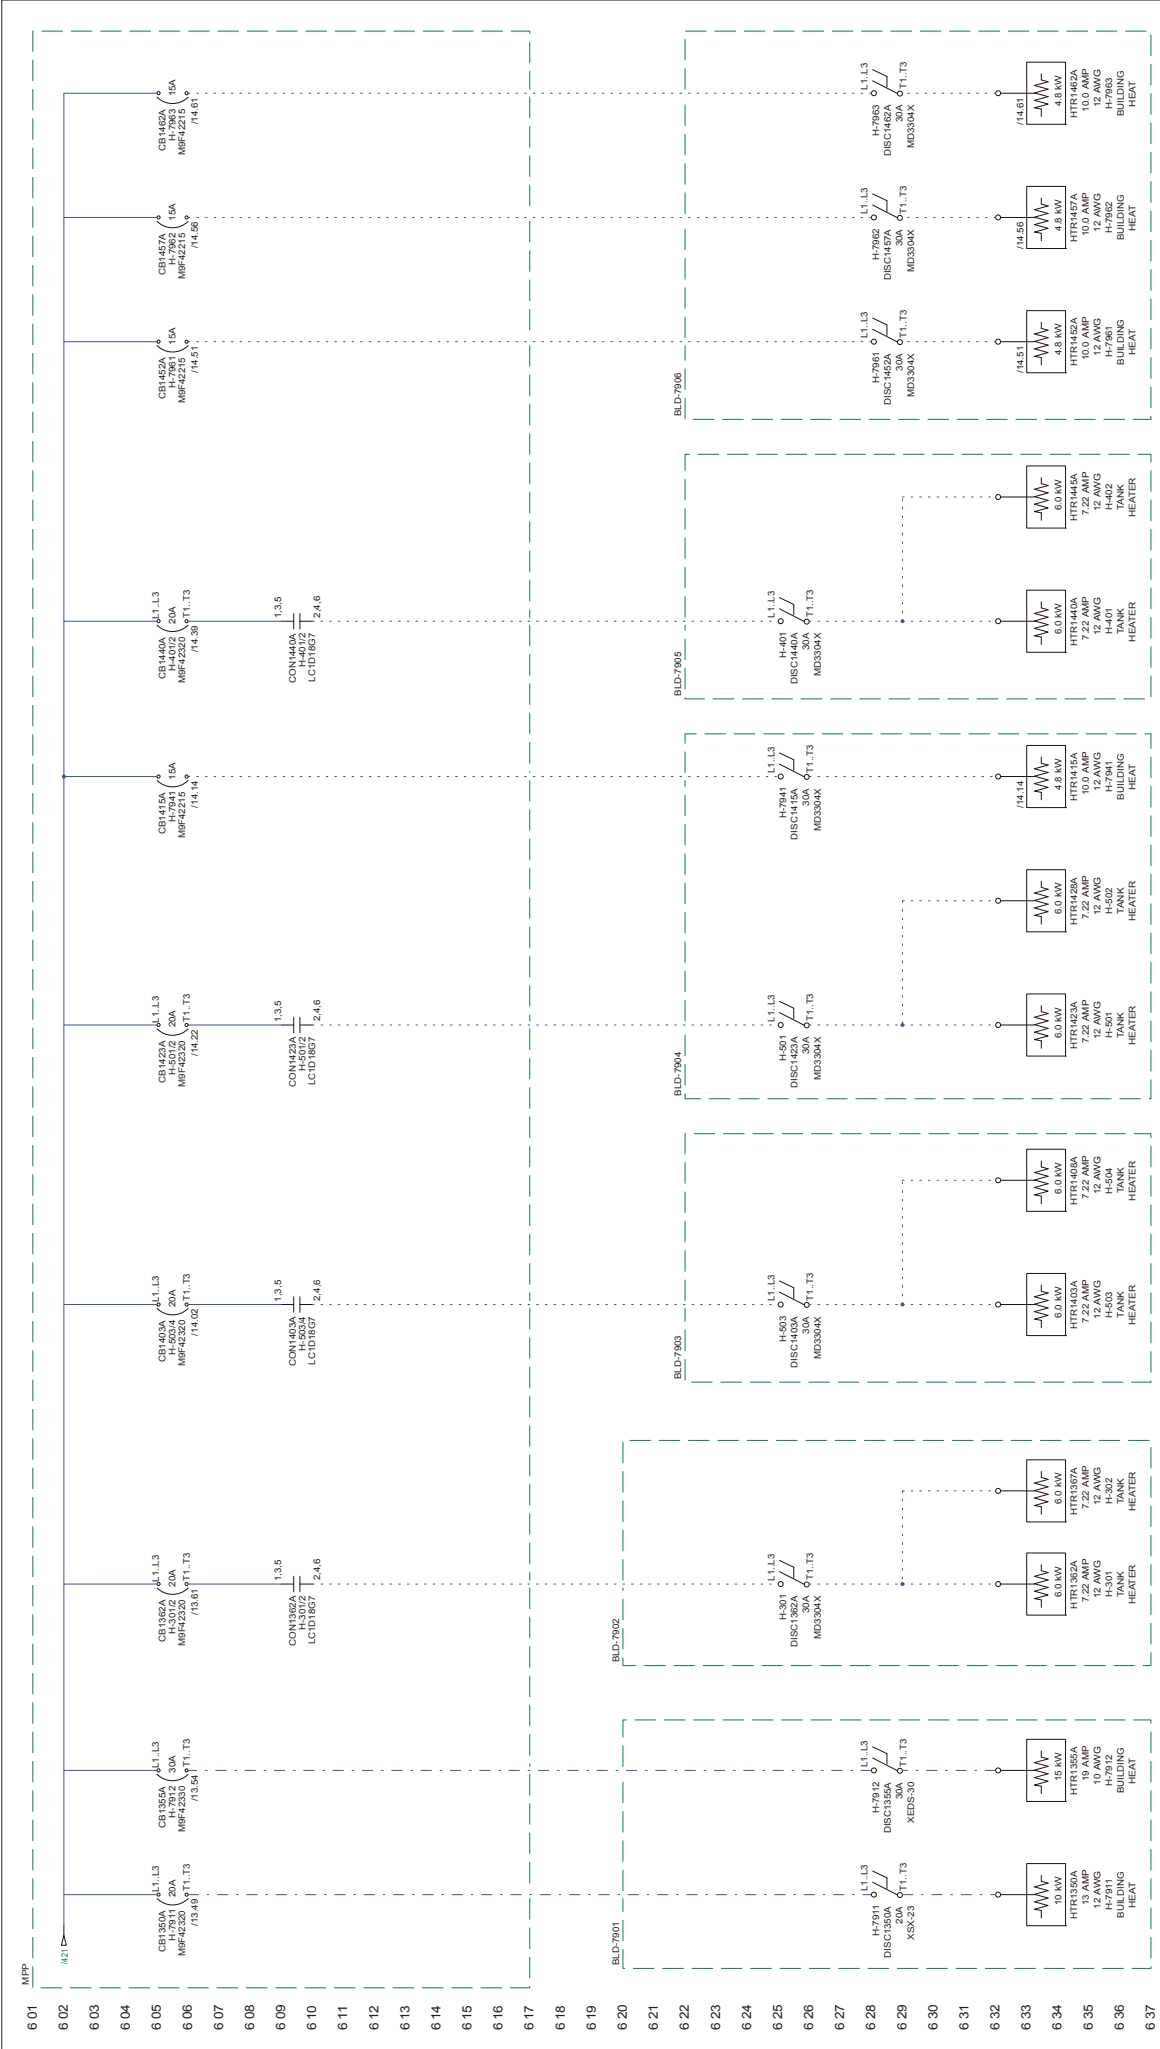 6 01
6 02
6 03
6 04
6 05
6 06
6 07
6 08
6 09
6 10
6 11
6 12
6 13
6 14
6 15
6 16
6 17
6 18
6 19
6 20
6 21
6 22
6 23
6 24
6 25
6 26
6 27
6 28
6 29
6 30
6 31
6 32
6 33
6 34
6 35
6 36
6 37
MPP
/421
CB1350A
H-7911
M9F42320
/13.49
L1..L3
20A
T1..T3
CB1355A
H-7912
M9F42330
/13.54
L1..L3
30A
T1..T3
CB1362A
H-301/2
M9F42320
/13.61
L1..L3
20A
T1..T3
CON1362A
H-301/2
LC1D18G7
1,3,5
2,4,6
CB1403A
H-503/4
M9F42320
/14.02
L1..L3
20A
T1..T3
CON1403A
H-503/4
LC1D18G7
1,3,5
2,4,6
CB1423A
H-501/2
M9F42320
/14.22
L1..L3
20A
T1..T3
CON1423A
H-501/2
LC1D18G7
1,3,5
2,4,6
CB1415A
H-7941
M9F42215
/14.14
15A
CB1440A
H-401/2
M9F42320
/14.39
L1..L3
20A
T1..T3
CON1440A
H-401/2
LC1D18G7
1,3,5
2,4,6
CB1452A
H-7961
M9F42215
/14.51
15A
CB1457A
H-7962
M9F42215
/14.56
15A
CB1462A
H-7963
M9F42215
/14.61
15A
BLD-7901
H-7911
DISC1350A
20A
XSX-23
L1..L3
T1..T3
10 kW
HTR1350A
13 AMP
12 AWG
H-7911
BUILDING
HEAT
H-7912
DISC1355A
30A
XEDS-30
L1..L3
T1..T3
15 kW
HTR1355A
19 AMP
10 AWG
H-7912
BUILDING
HEAT
BLD-7902
H-301
DISC1362A
30A
MD3304X
L1..L3
T1..T3
6.0 kW
HTR1362A
7.22 AMP
12 AWG
H-301
TANK
HEATER
6.0 kW
HTR1367A
7.22 AMP
12 AWG
H-302
TANK
HEATER
BLD-7903
H-503
DISC1403A
30A
MD3304X
L1..L3
T1..T3
6.0 kW
HTR1403A
7.22 AMP
12 AWG
H-503
TANK
HEATER
6.0 kW
HTR1408A
7.22 AMP
12 AWG
H-504
TANK
HEATER
BLD-7904
H-501
DISC1423A
30A
MD3304X
L1..L3
T1..T3
6.0 kW
HTR1423A
7.22 AMP
12 AWG
H-501
TANK
HEATER
6.0 kW
HTR1428A
7.22 AMP
12 AWG
H-502
TANK
HEATER
H-7941
DISC1415A
30A
MD3304X
L1..L3
T1..T3
/14.14
4.8 kW
HTR1415A
10.0 AMP
12 AWG
H-7941
BUILDING
HEAT
BLD-7905
H-401
DISC1440A
30A
MD3304X
L1..L3
T1..T3
6.0 kW
HTR1440A
7.22 AMP
12 AWG
H-401
TANK
HEATER
6.0 kW
HTR1445A
7.22 AMP
12 AWG
H-402
TANK
HEATER
BLD-7906
H-7961
DISC1452A
30A
MD3304X
L1..L3
T1..T3
/14.51
4.8 kW
HTR1452A
10.0 AMP
12 AWG
H-7961
BUILDING
HEAT
H-7962
DISC1457A
30A
MD3304X
L1..L3
T1..T3
/14.56
4.8 kW
HTR1457A
10.0 AMP
12 AWG
H-7962
BUILDING
HEAT
H-7963
DISC1462A
30A
MD3304X
L1..L3
T1..T3
/14.61
4.8 kW
HTR1462A
10.0 AMP
12 AWG
H-7963
BUILDING
HEAT